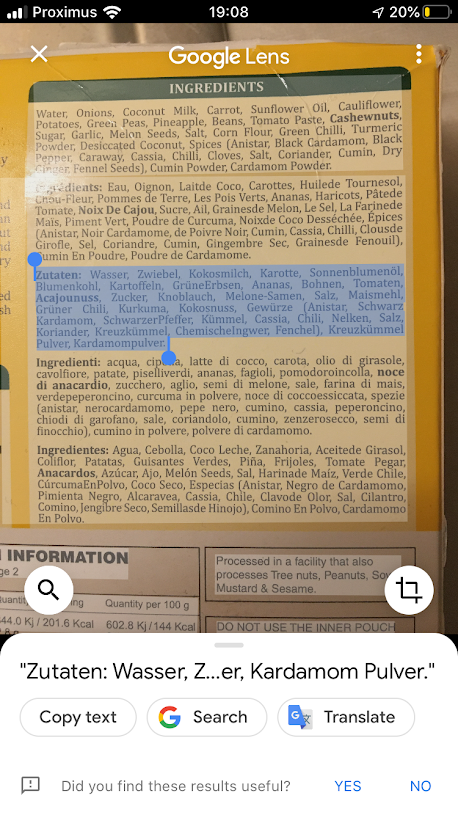 Proximus
19:08
20%
Google Lens
INGREDIENTS
Water, Onions, Coconut Milk, Carrot, Sunflower Oil, Cauliflower,
Potatoes, Green Peas, Pineapple, Beans, Tomato Paste, Cashewnuts,
Sugar, Garlic, Melon Seeds, Salt, Corn Flour, Green Chilli, Turmeric
Powder, Desiccated Coconut, Spices (Anistar, Black Cardamom, Black
Pepper, Caraway, Cassia, Chilli, Cloves, Salt, Coriander, Cumin, Dry
Ginger, Fennel Seeds), Cumin Powder, Cardamom Powder.
Ingrédients: Eau, Oignon, Laitde Coco, Carottes, Huilede Tournesol,
Chou-Fleur, Pommes de Terre, Les Pois Verts, Ananas, Haricots, Pâtede
Tomate, Noix De Cajou, Sucre, Ail, Grainesde Melon, Le Sel, La Farinede
Maïs, Piment Vert, Poudre de Curcuma, Noixde Coco Desséchée, Épices
(Anistar, Noir Cardamome, de Poivre Noir, Cumin, Cassia, Chilli, Clousde
Girofle, Sel, Coriandre, Cumin, Gingembre Sec, Grainesde Fenouil),
Cumin En Poudre, Poudre de Cardamome.
Zutaten: Wasser, Zwiebel, Kokosmilch, Karotte, Sonnenblumenöl,
Blumenkohl, Kartoffeln, GrüneErbsen, Ananas, Bohnen, Tomaten,
Acajounuss, Zucker, Knoblauch, Melone-Samen, Salz, Maismehl,
Grüner Chili, Kurkuma, Kokosnuss, Gewürze (Anistar, Schwarz
Kardamom, SchwarzerPfeffer, Kümmel, Cassia, Chili, Nelken, Salz,
Koriander, Kreuzkümmel, ChemischeIngwer, Fenchel), Kreuzkümmel
Pulver, Kardamompulver.
Ingredienti: acqua, cipolla, latte di cocco, carota, olio di girasole,
cavolfiore, patate, piselliverdi, ananas, fagioli, pomodoroincolla, noce
di anacardio, zucchero, aglio, semi di melone, sale, farina di mais,
verdepeperoncino, curcuma in polvere, noce di coccoessiccata, spezie
(anistar, nerocardamomo, pepe nero, cumino, cassia, peperoncino,
chiodi di garofano, sale, coriandolo, cumino, zenzerosecco, semi di
finocchio), cumino in polvere, polvere di cardamomo.
Ingredientes: Agua, Cebolla, Coco Leche, Zanahoria, Aceitede Girasol,
Coliflor, Patatas, Guisantes Verdes, Piña, Frijoles, Tomate Pegar,
Anacardos, Azúcar, Ajo, Melón Seeds, Sal, Harinade Maíz, Verde Chile,
CúrcumaEnPolvo, Coco Seco, Especias (Anistar, Negro de Cardamomo,
Pimienta Negro, Alcaravea, Cassia, Chile, Clavode Olor, Sal, Cilantro,
Comino, Jengibre Seco, Semillasde Hinojo), Comino En Polvo, Cardamomo
En Polvo.
INFORMATION
Quantity per 100 g
201.6 Kcal
602.8 Kj/144 Kcal
Processed in a facility that also
processes Tree nuts, Peanuts, Soy
Mustard & Sesame.
DO NOT USE THE INNER POUCH
"Zutaten: Wasser, Z...er, Kardamom Pulver."
Copy text
Search
Translate
Did you find these results useful?
YES
NO